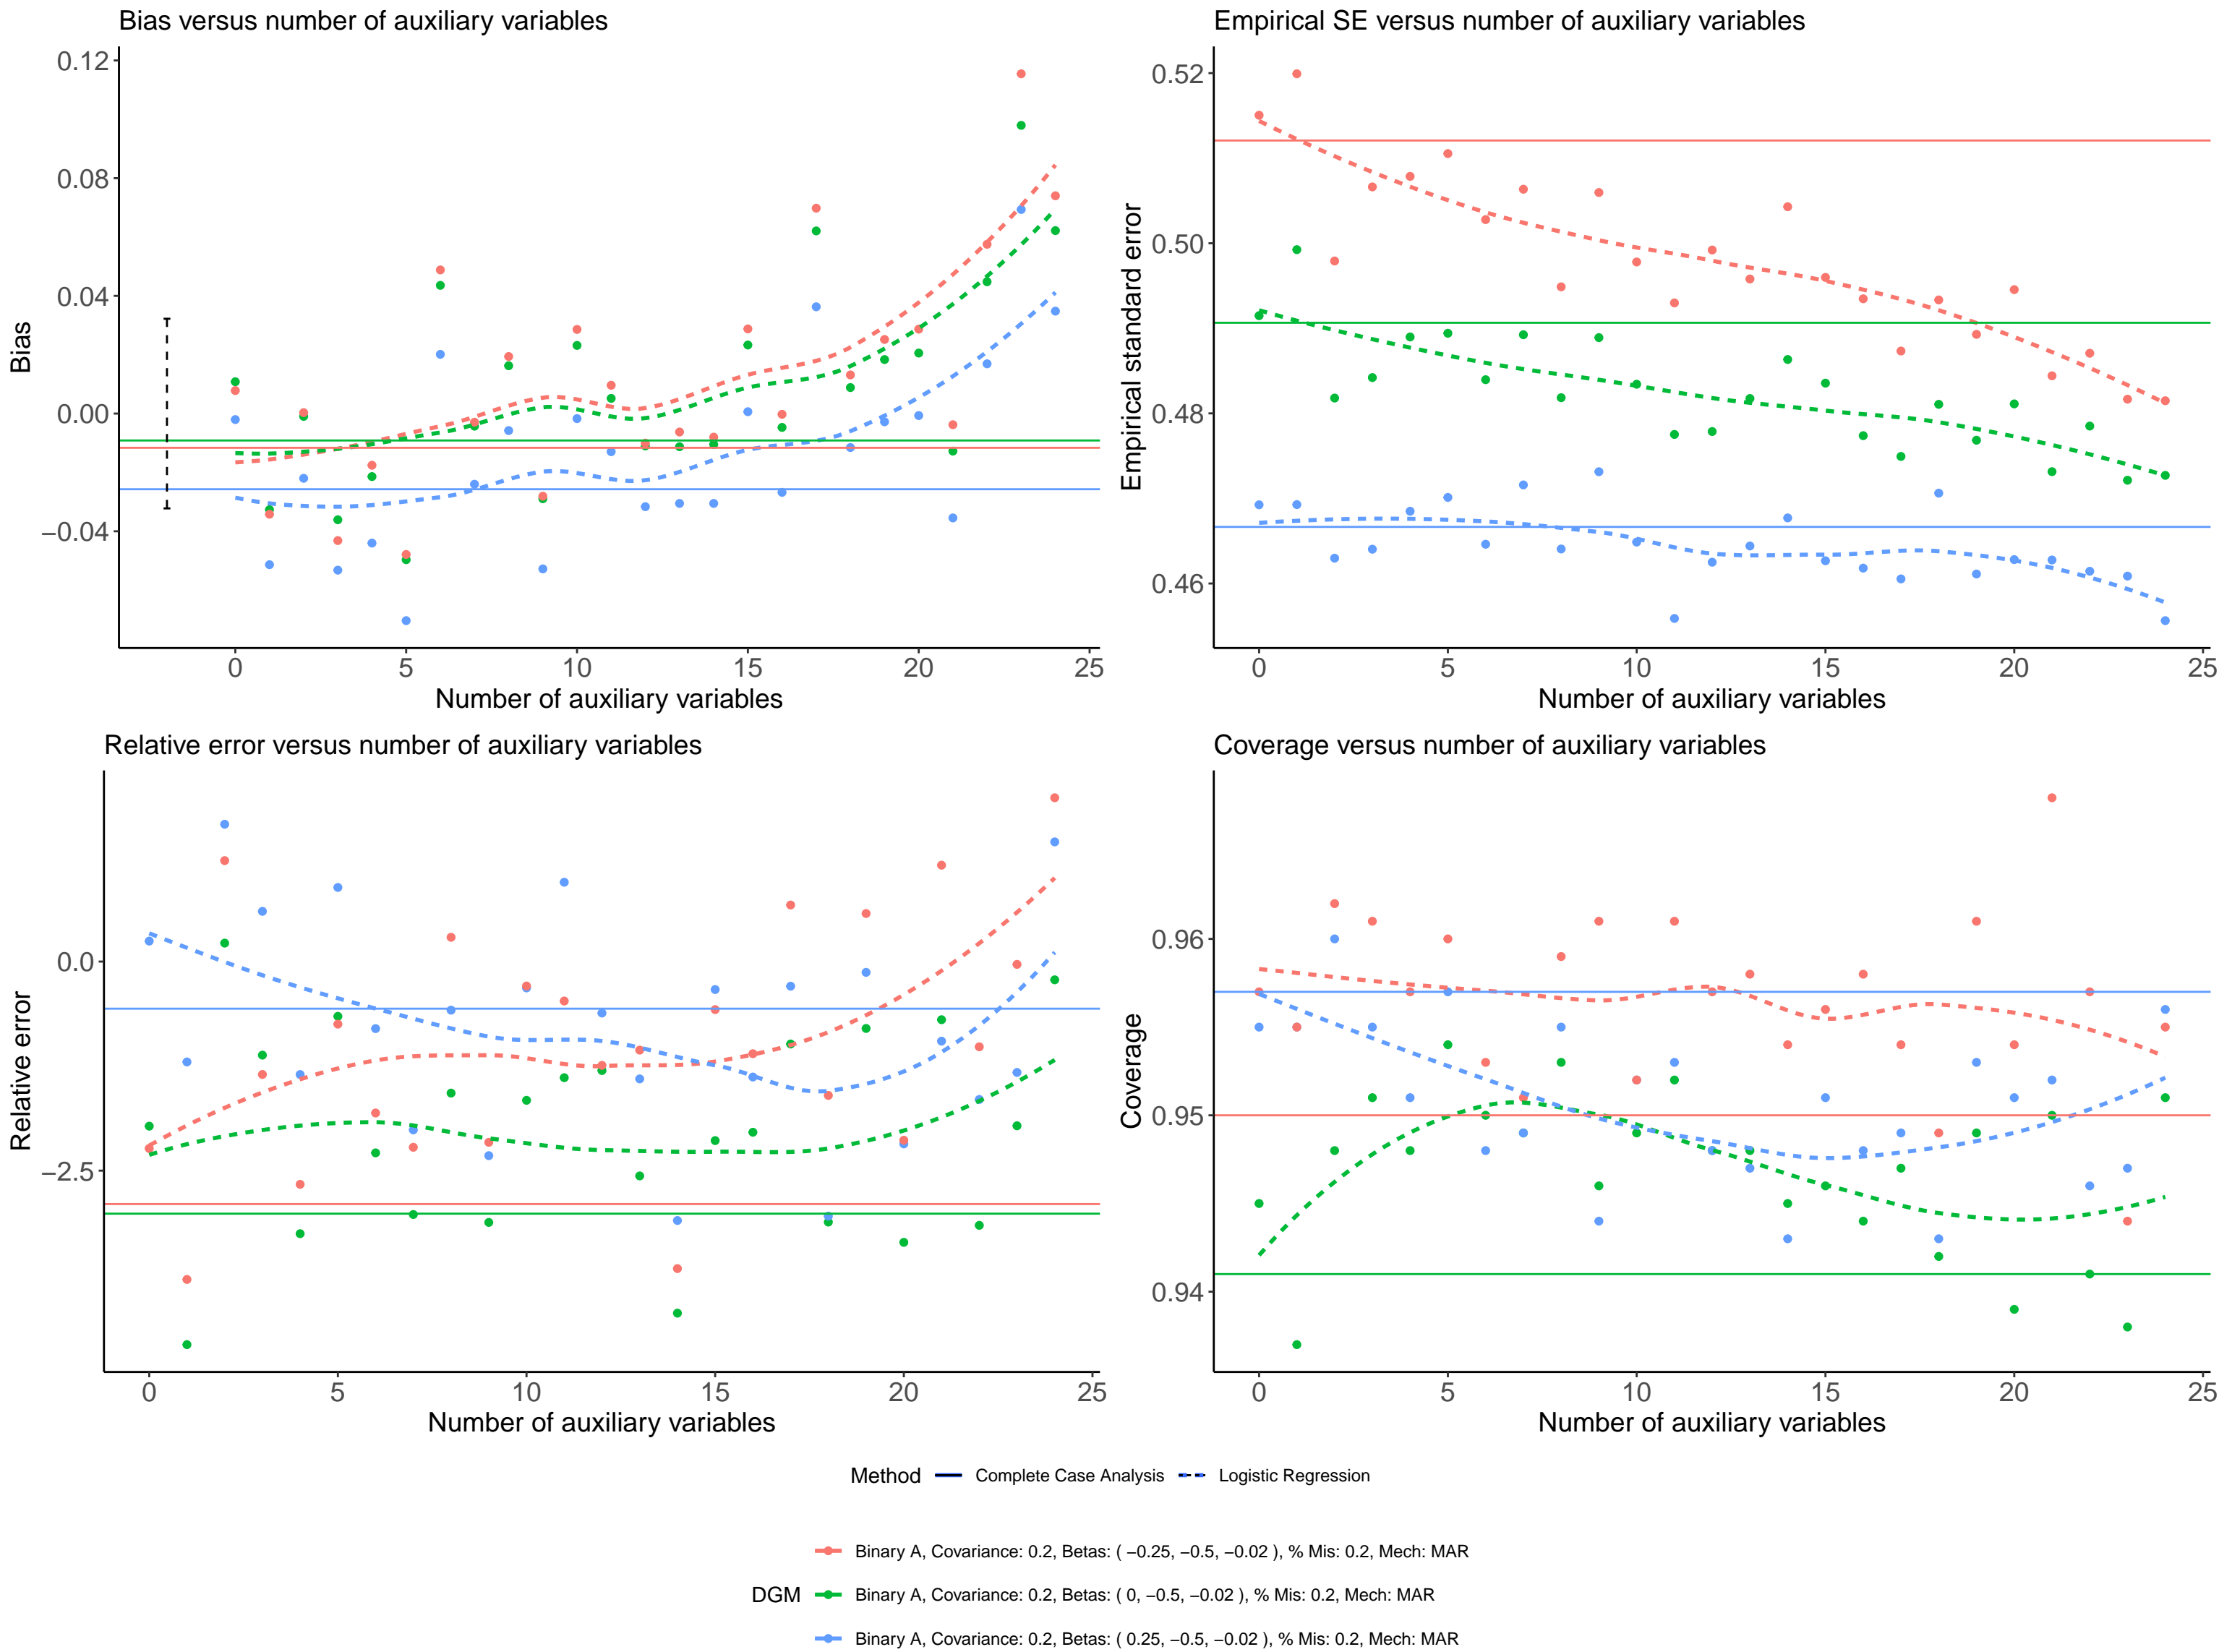 Bias versus number of auxiliary variables
0.12
0.08
0.04
0.00
−0.04
Bias
0 5 10 15 20 25
Number of auxiliary variables
Empirical SE versus number of auxiliary variables
0.52
0.50
0.48
0.46
Empirical standard error
0 5 10 15 20 25
Number of auxiliary variables
Relative error versus number of auxiliary variables
0.0
−2.5
Relative error
0 5 10 15 20 25
Number of auxiliary variables
Coverage versus number of auxiliary variables
0.96
0.95
0.94
Coverage
0 5 10 15 20 25
Number of auxiliary variables
Method Complete Case Analysis Logistic Regression
DGM
Binary A, Covariance: 0.2, Betas: ( −0.25, −0.5, −0.02 ), % Mis: 0.2, Mech: MAR
Binary A, Covariance: 0.2, Betas: ( 0, −0.5, −0.02 ), % Mis: 0.2, Mech: MAR
Binary A, Covariance: 0.2, Betas: ( 0.25, −0.5, −0.02 ), % Mis: 0.2, Mech: MAR